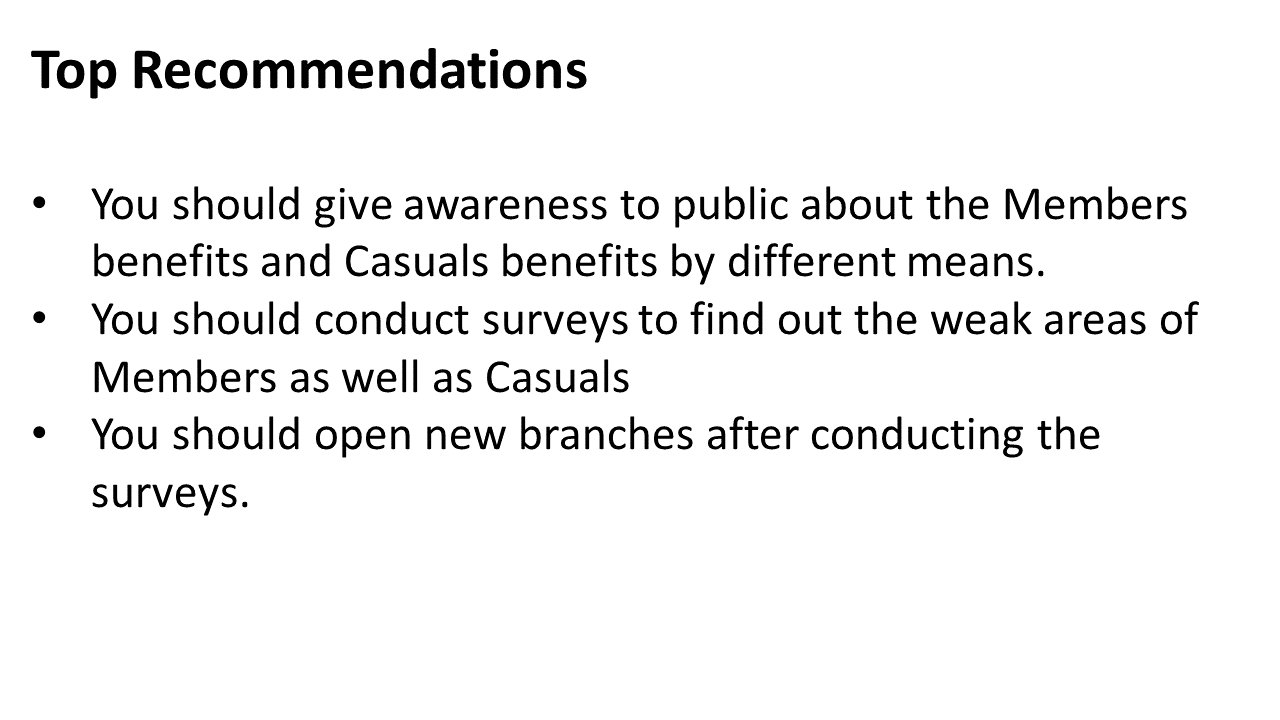 Top Recommendations
• You should give awareness to public about the Members
benefits and Casuals benefits by different means.
• You should conduct surveys to find out the weak areas of
Members as well as Casuals
• You should open new branches after conducting the
surveys.